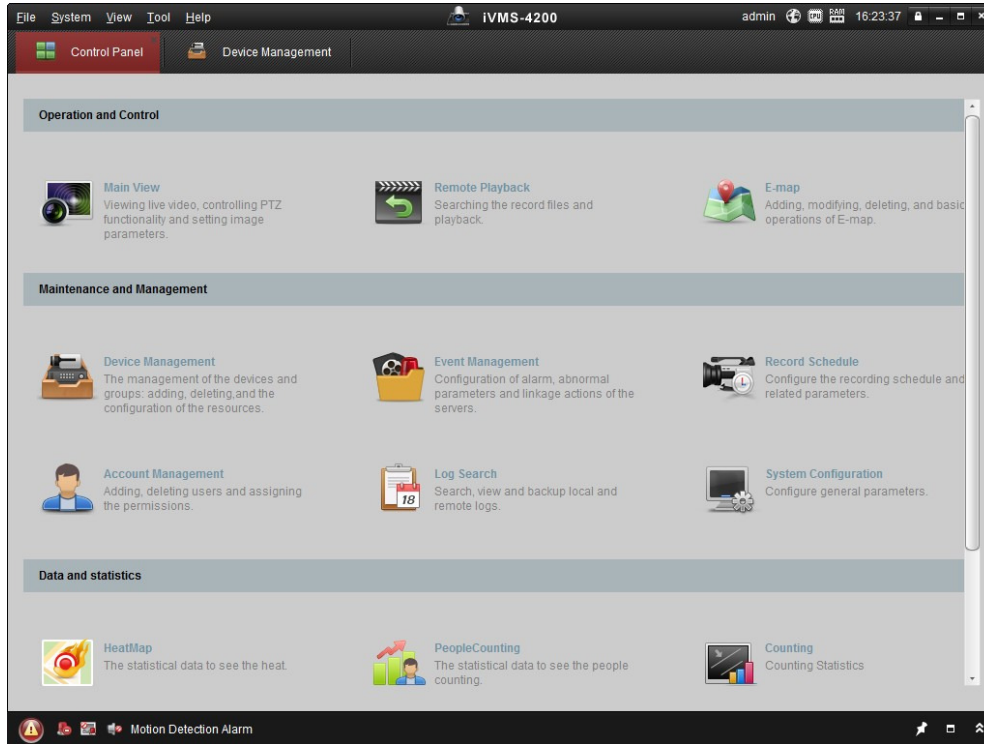 File System View Tool Help iVMS-4200 admin CPU RAM 16:23:37
Control Panel Device Management
Operation and Control
Main View
Viewing live video, controlling PTZ
functionality and setting image
parameters.
Remote Playback
Searching the record files and
playback.
E-map
Adding, modifying, deleting, and basic
operations of E-map.
Maintenance and Management
Device Management
The management of the devices and
groups: adding, deleting,and the
configuration of the resources.
Event Management
Configuration of alarm, abnormal
parameters and linkage actions of the
servers.
Record Schedule
Configure the recording schedule and
related parameters.
Account Management
Adding, deleting users and assigning
the permissions.
18
Log Search
Search, view and backup local and
remote logs.
System Configuration
Configure general parameters.
Data and statistics
HeatMap
The statistical data to see the heat.
PeopleCounting
The statistical data to see the people
counting.
Counting
Counting Statistics
Motion Detection Alarm